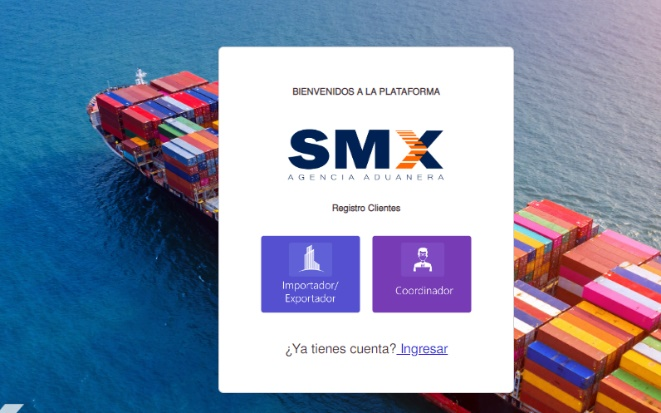 BIENVENIDOS A LA PLATAFORMA
SMX
AGENCIA ADUANERA
Registro Clientes
Importador/
Exportador
Coordinador
¿Ya tienes cuenta? Ingresar